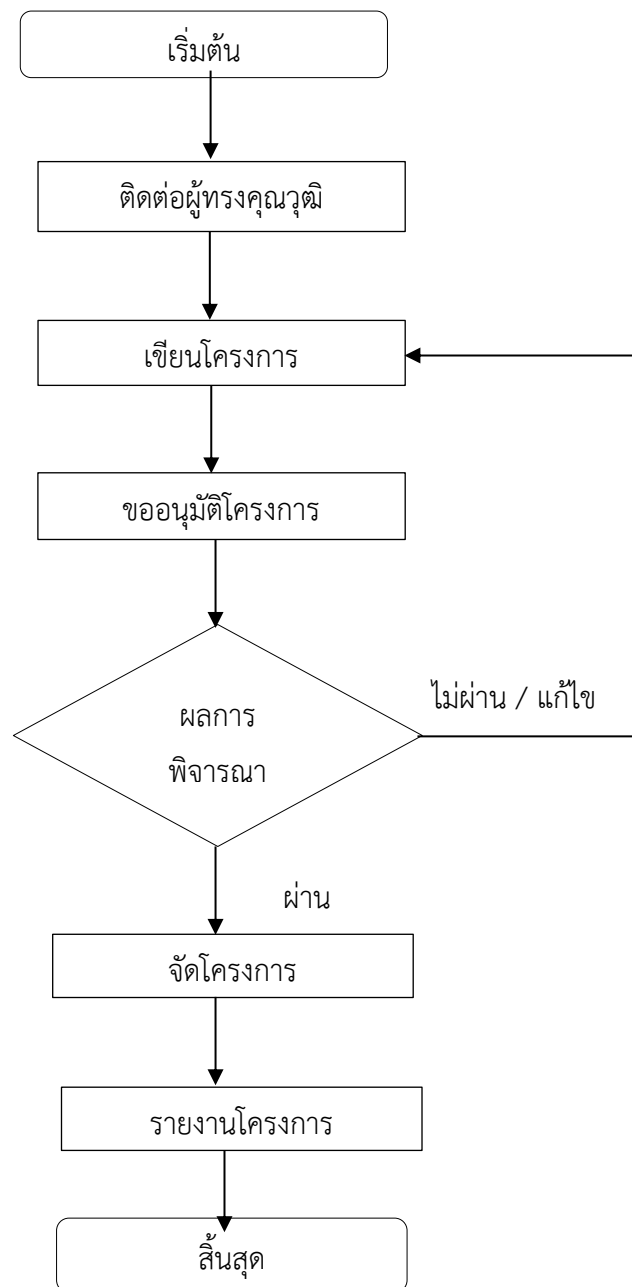 เริ่มต้น
ติดต่อผู้ทรงคุณวุฒิ
เขียนโครงการ
ขออนุมัติโครงการ
ผลการ
พิจารณา
ไม่ผ่าน / แก้ไข
ผ่าน
จัดโครงการ
รายงานโครงการ
สิ้นสุด